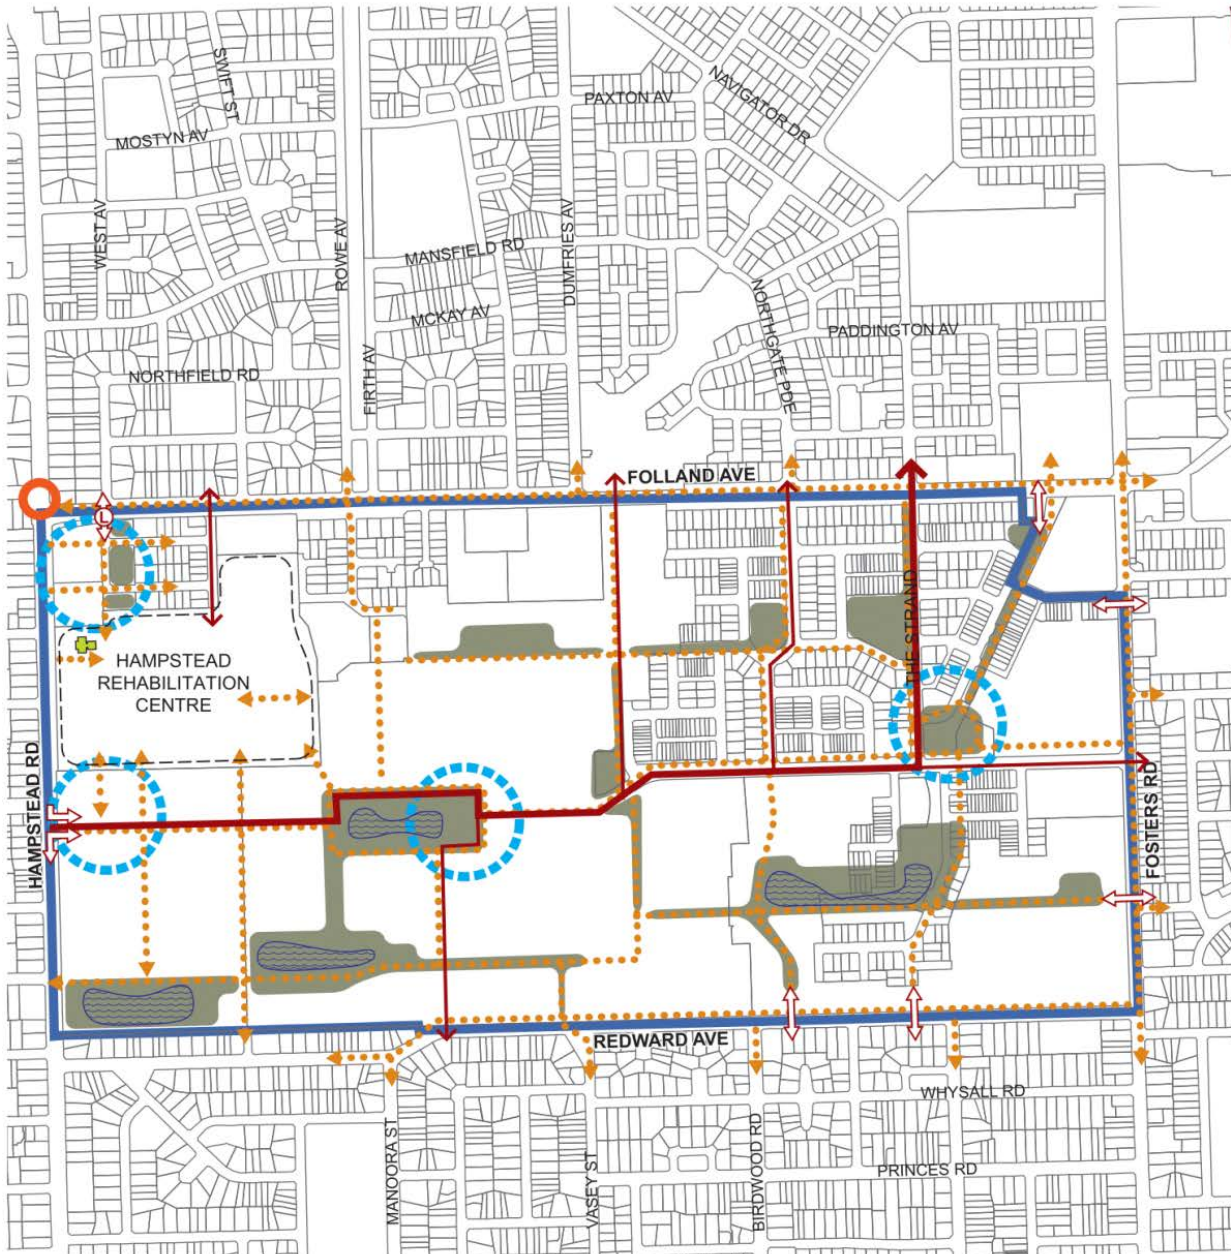 SWIFT ST
PAXTON AV
NAVIGATOR DR
MOSTYN AV
WEST AV
ROWE AV
MANSFIELD RD
DUMFRIES AV
MCKAY AV
NORTHGATE PDE
PADDINGTON AV
NORTHFIELD RD
FIRTH AV
FOLLAND AVE
L
THE STRAND
HAMPSTEAD
REHABILITATION
CENTRE
HAMPSTEAD RD
FOSTERS RD
REDWARD AVE
WHYSALL RD
MANOORA ST
VASEY ST
BIRDWOOD RD
PRINCES RD